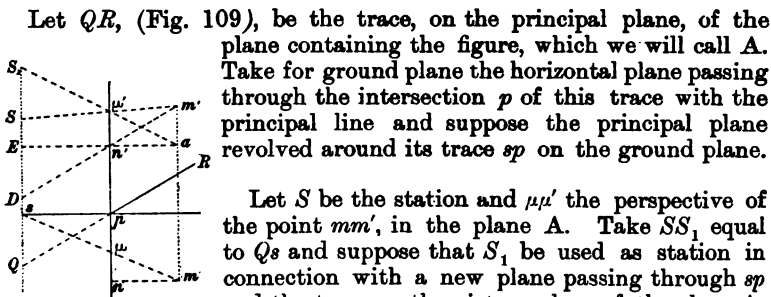 Let QR, (Fig. 109), be the trace, on the principal plane, of the
plane containing the figure, which we will call A.
Take for ground plane the horizontal plane passing
through the intersection p of this trace with the
principal line and suppose the principal plane
revolved around its trace sp on the ground plane.
Let S be the station and μμ' the perspective of
the point mm', in the plane A. Take SS₁ equal
to Qs and suppose that S₁ be used as station in
connection with a new plane passing through sp
S₁
μ'
m'
S
E
n'
a
R
D
s
p
μ
Q
n
m